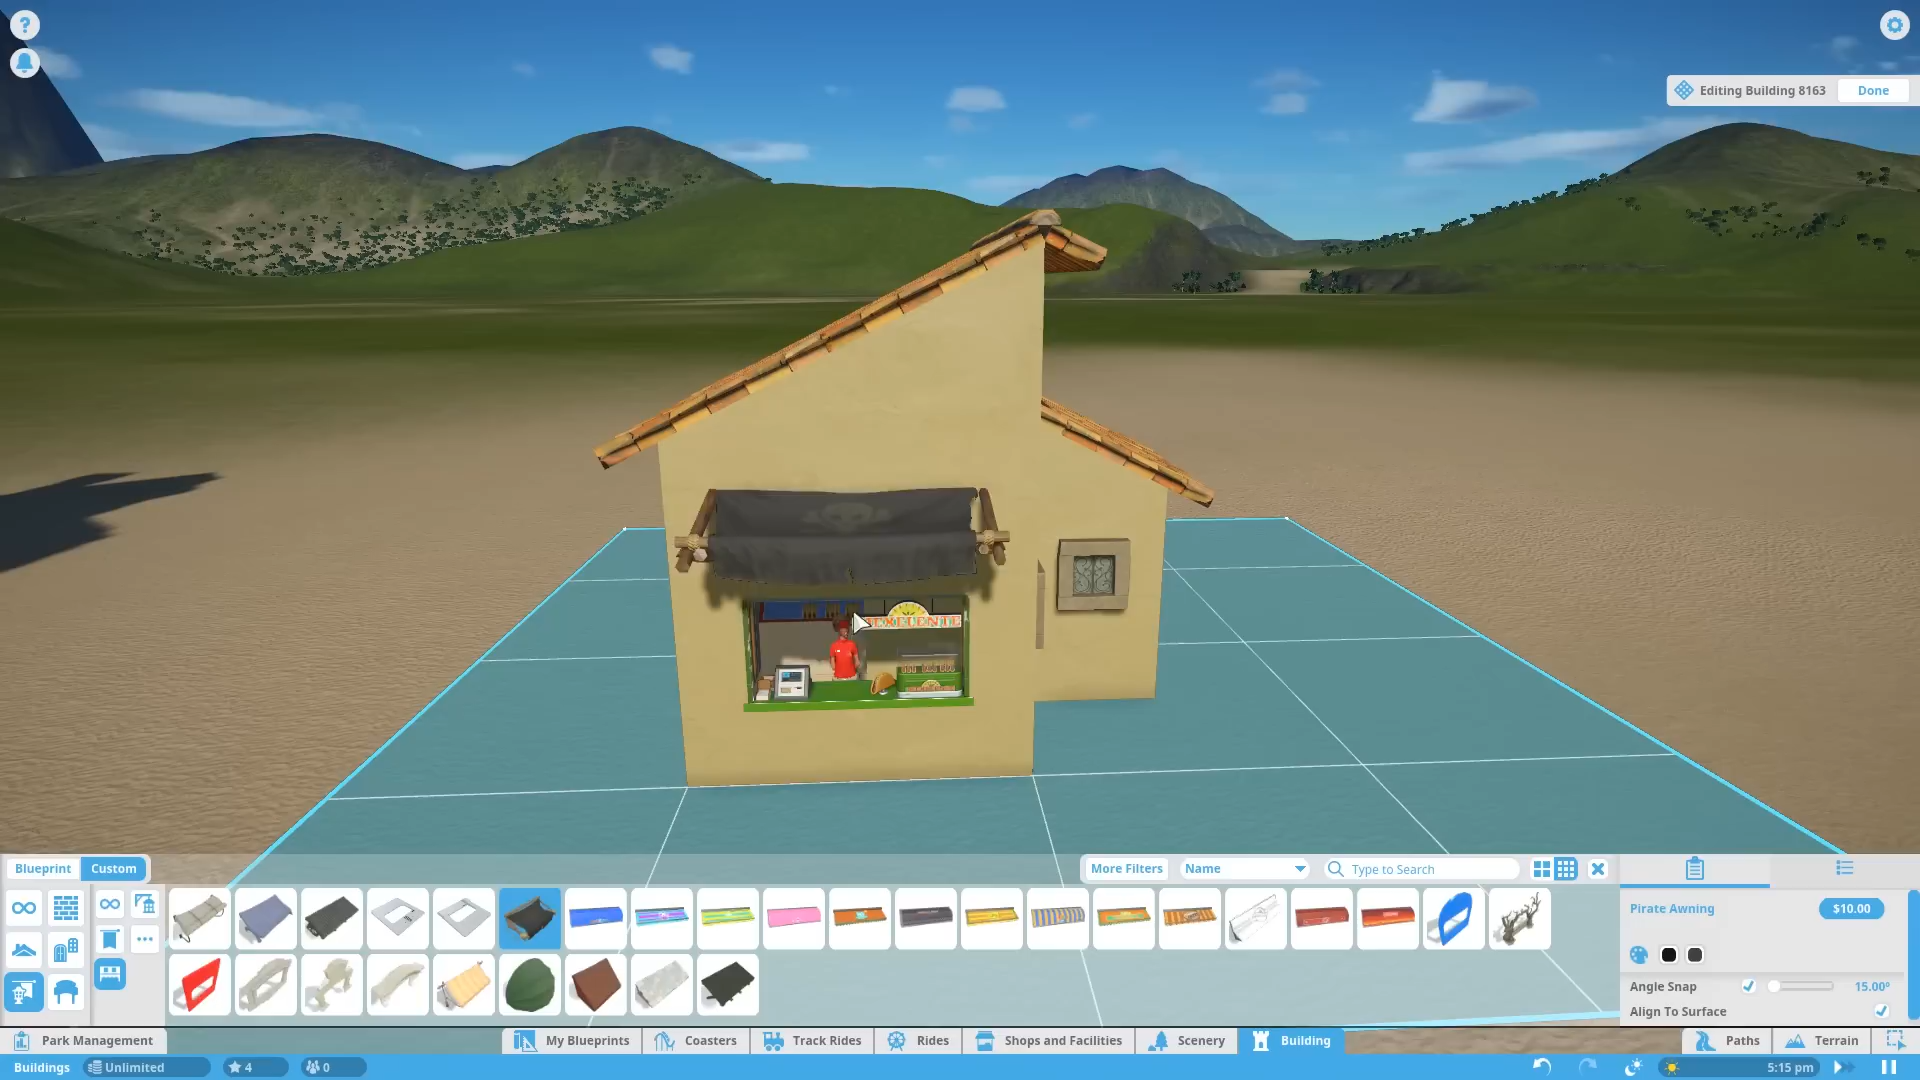 ?
Editing Building 8163
Done
Blueprint
Custom
More Filters
Name
Type to Search
Pirate Awning
$10.00
Angle Snap
15.00°
Align To Surface
Park Management
My Blueprints
Coasters
Track Rides
Rides
Shops and Facilities
Scenery
Building
Paths
Terrain
Buildings
Unlimited
4
0
5:15 pm